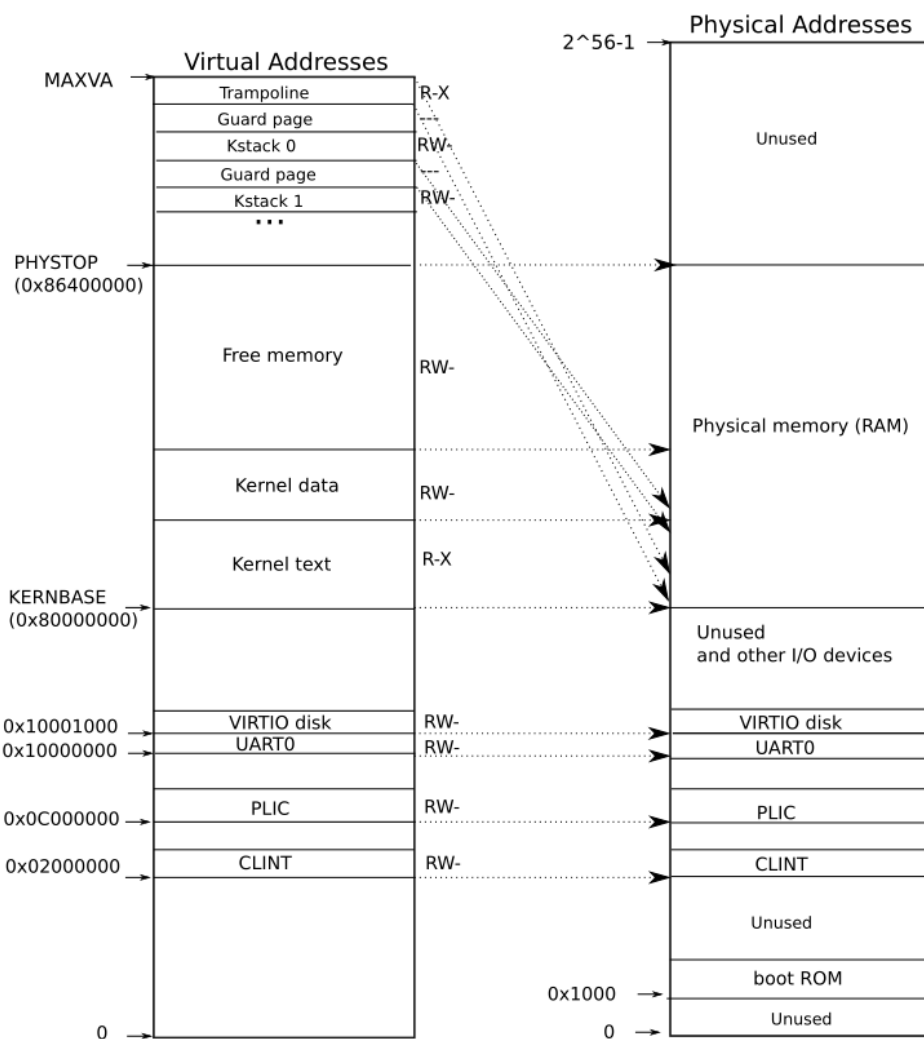 Physical Addresses
2^56-1
Virtual Addresses
MAXVA
Trampoline
R-X
Guard page
---
Unused
Kstack 0
RW-
Guard page
---
Kstack 1
RW-
...
PHYSTOP
(0x86400000)
Free memory
RW-
Physical memory (RAM)
Kernel data
RW-
Kernel text
R-X
KERNBASE
(0x80000000)
Unused
and other I/O devices
0x10001000
VIRTIO disk
RW-
VIRTIO disk
0x10000000
UART0
RW-
UART0
0x0C000000
PLIC
RW-
PLIC
0x02000000
CLINT
RW-
CLINT
Unused
boot ROM
0x1000
Unused
0
0